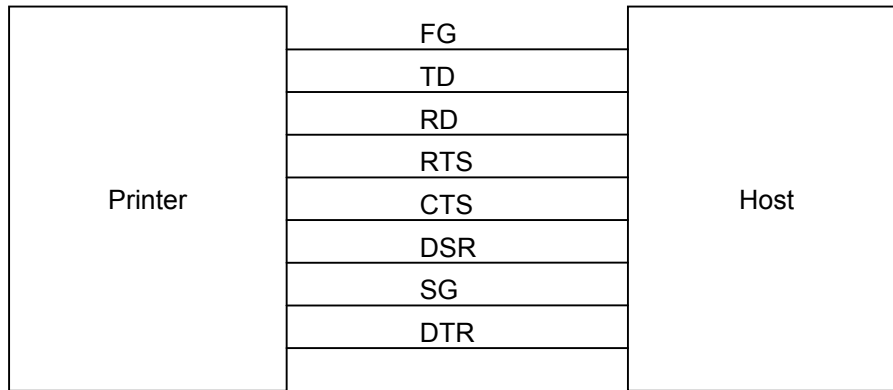 FG
TD
RD
RTS
Printer
CTS
Host
DSR
SG
DTR